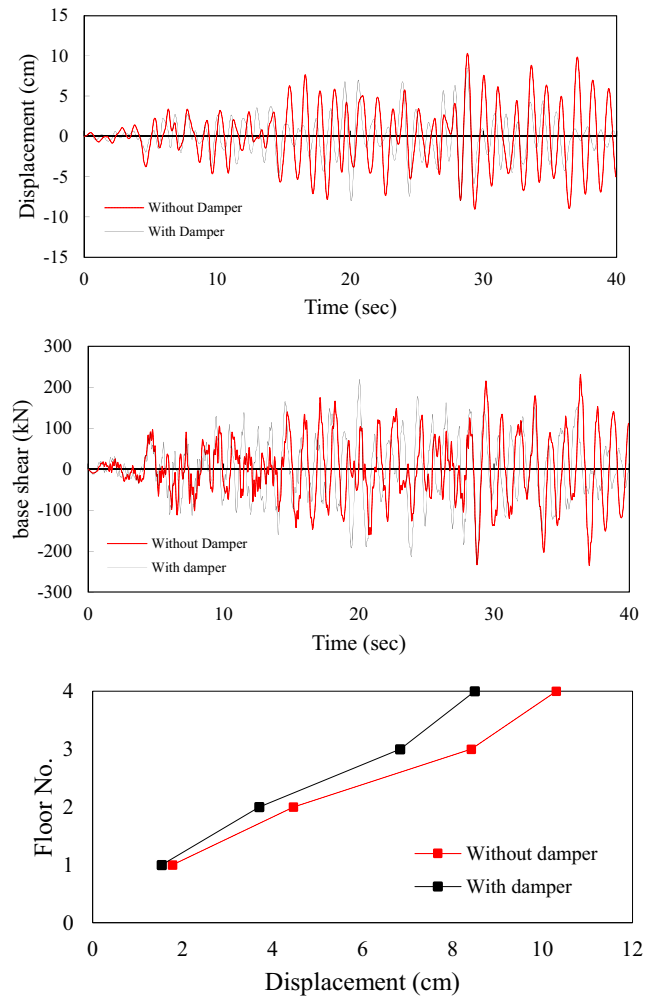 15
10
5
0
-5
-10
-15
Displacement (cm)
Without Damper
With Damper
0 10 20 30 40
Time (sec)
300
200
100
0
-100
-200
-300
base shear (kN)
Without Damper
With damper
0 10 20 30 40
Time (sec)
4
3
2
1
0
Floor No.
Without damper
With damper
0 2 4 6 8 10 12
Displacement (cm)